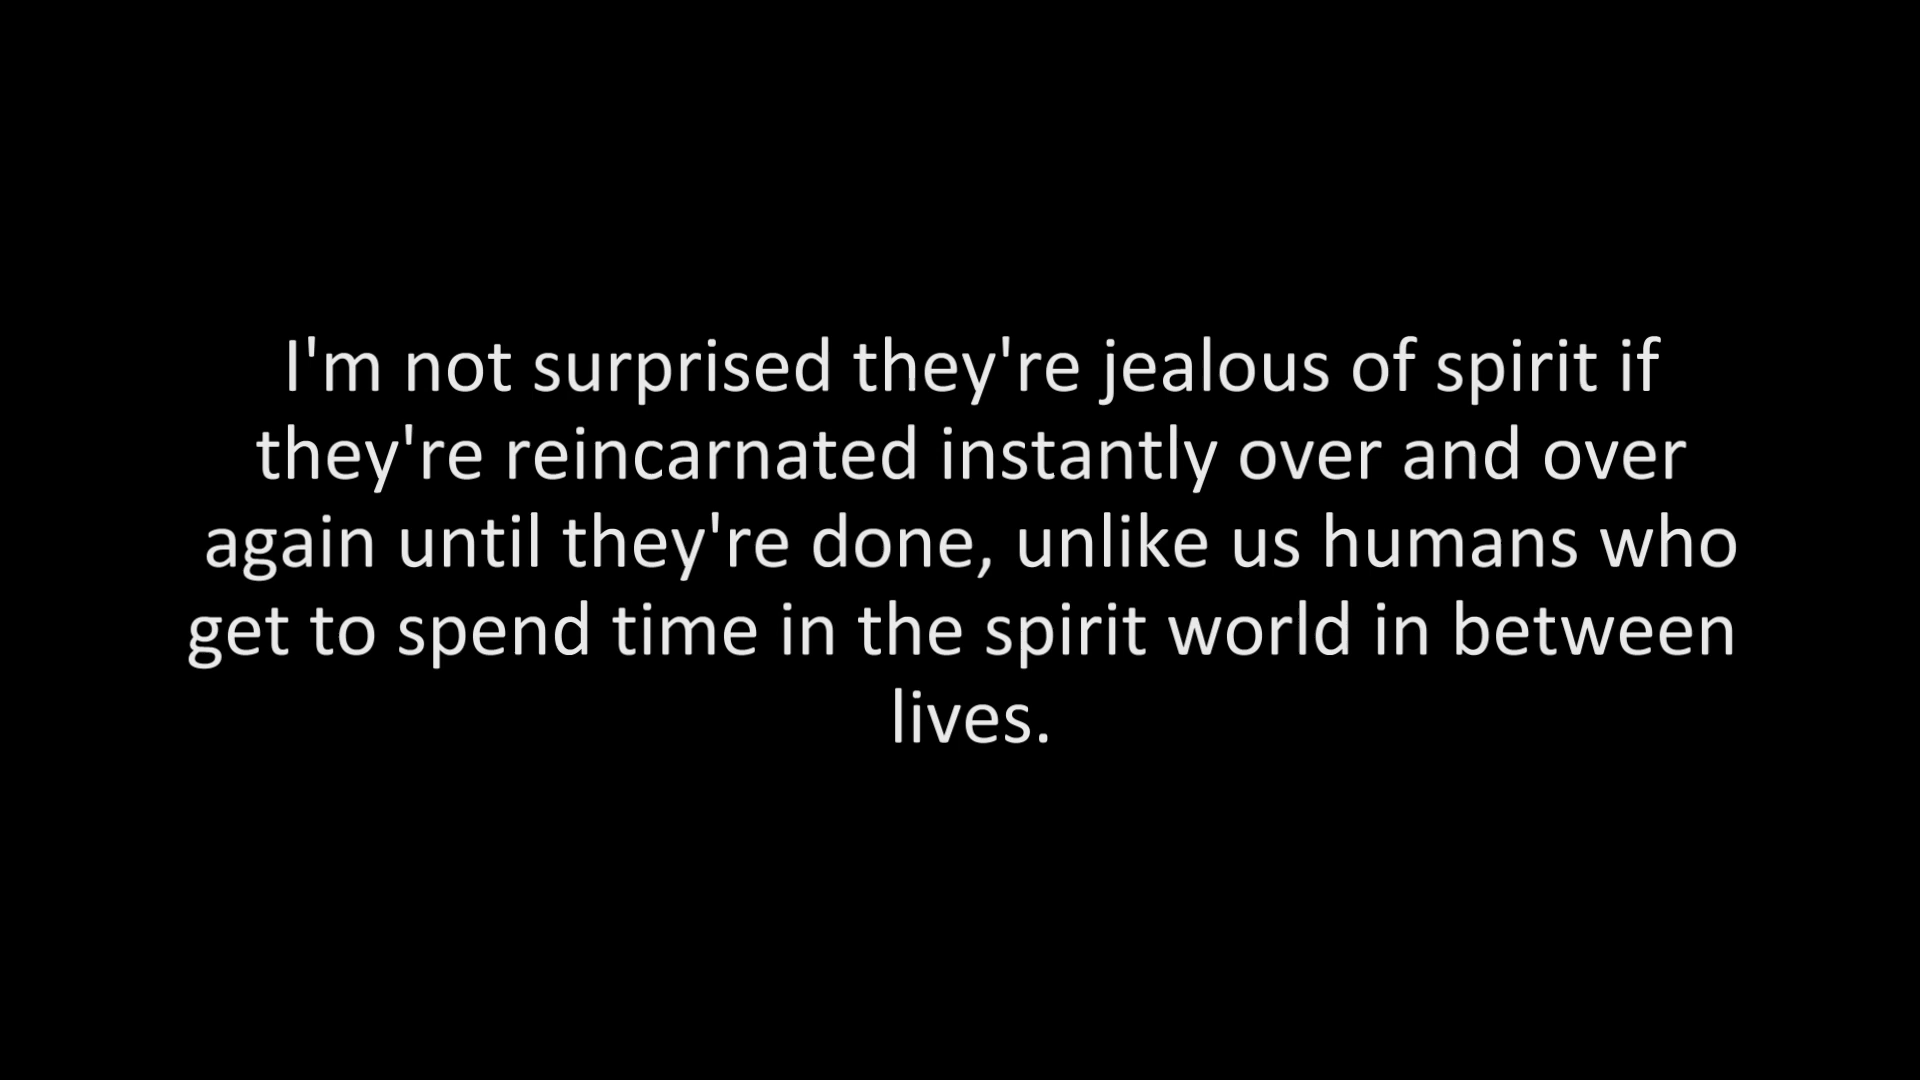 I'm not surprised they're jealous of spirit if
they're reincarnated instantly over and over
again until they're done, unlike us humans who
get to spend time in the spirit world in between
lives.